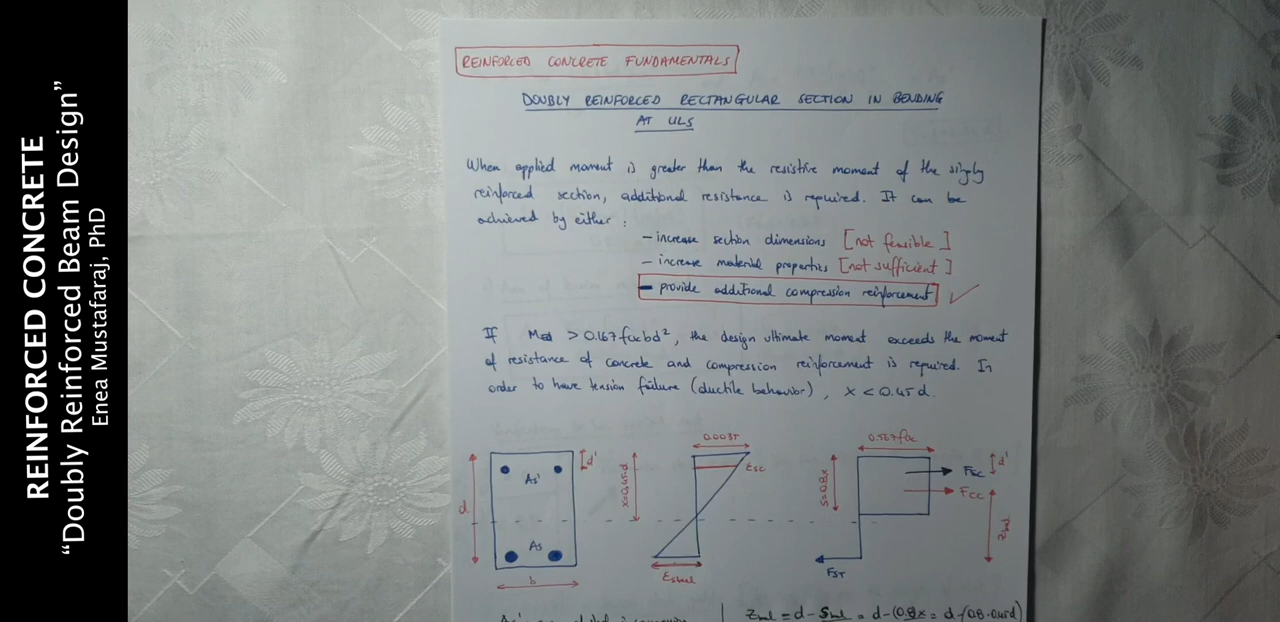 REINFORCED CONCRETE
“Doubly Reinforced Beam Design”
Enea Mustafaraj, PhD
REINFORCED CONCRETE FUNDAMENTALS
DOUBLY REINFORCED RECTANGULAR SECTION IN BENDING
AT ULS
When applied moment is greater than the resistive moment of the singly
reinforced section, additional resistance is required. It can be
achieved by either :
- increase section dimensions [not feasible]
- increase material properties [not sufficient]
- provide additional compression reinforcement ✓
If M > 0.167 fck bd², the design ultimate moment exceeds the moment
of resistance of concrete and compression reinforcement is required. In
order to have tension failure (ductile behavior), x < 0.45 d.
0.0035
0.567fck
d'
As'
d
As
b
x=0.45d
εsc
s=0.8x
Fsc
d'
Fcc
zbal
FST
zbal = d - sbal = d - (0.8x = d - (0.8·0.45d)